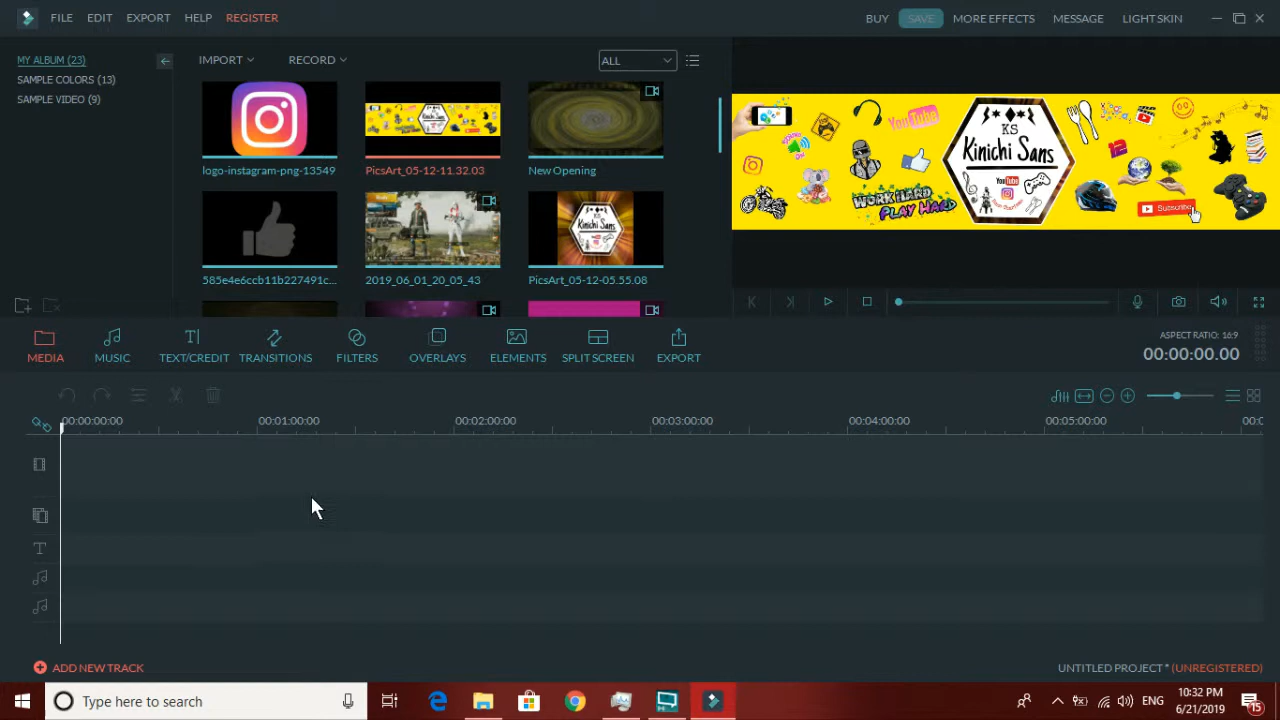 FILE EDIT EXPORT HELP REGISTER BUY SAVE MORE EFFECTS MESSAGE LIGHT SKIN
MY ALBUM (23)
SAMPLE COLORS (13)
SAMPLE VIDEO (9)
IMPORT RECORD ALL
logo-instagram-png-13549 PicsArt_05-12-11.32.03 New Opening
585e4e6ccb11b227491c... 2019_06_01_20_05_43 PicsArt_05-12-05.55.08
KS
Kinichi Sans
YouTube
YouTube
WORK HARD
PLAY HARD
12
Subscribe
MEDIA MUSIC TEXT/CREDIT TRANSITIONS FILTERS OVERLAYS ELEMENTS SPLIT SCREEN EXPORT
ASPECT RATIO: 16:9
00:00:00.00
00:00:00:00 00:01:00:00 00:02:00:00 00:03:00:00 00:04:00:00 00:05:00:00
ADD NEW TRACK
UNTITLED PROJECT * (UNREGISTERED)
Type here to search
ENG
10:32 PM
6/21/2019
15